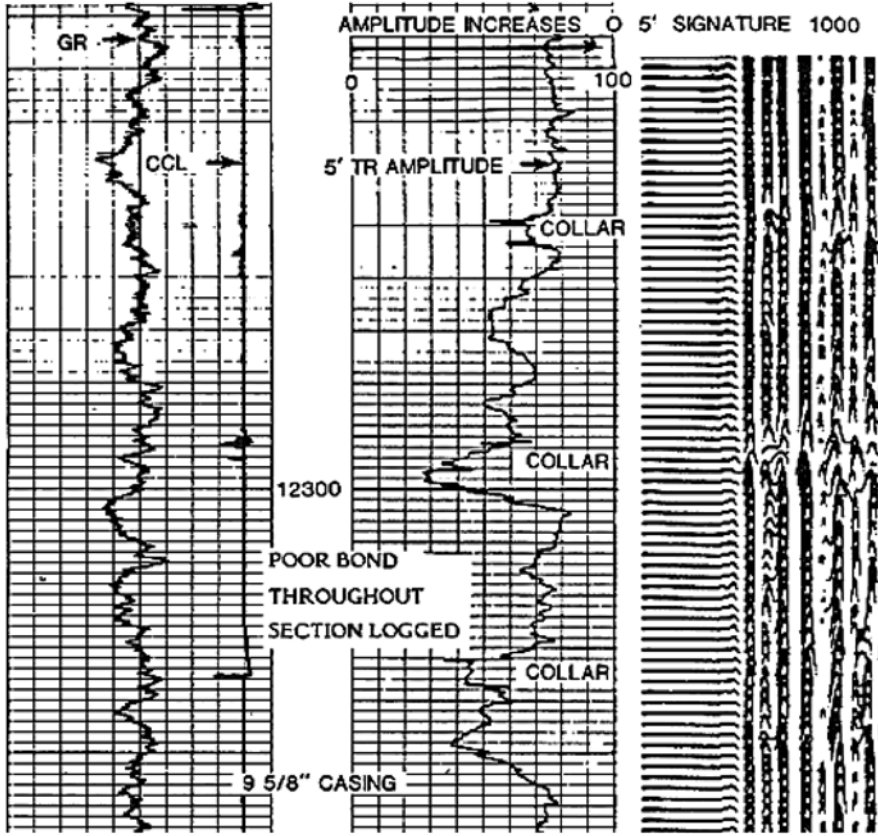 AMPLITUDE INCREASES
0 5' SIGNATURE 1000
GR
0 100
CCL
5' TR AMPLITUDE
COLLAR
COLLAR
12300
POOR BOND
THROUGHOUT
SECTION LOGGED
COLLAR
9 5/8" CASING